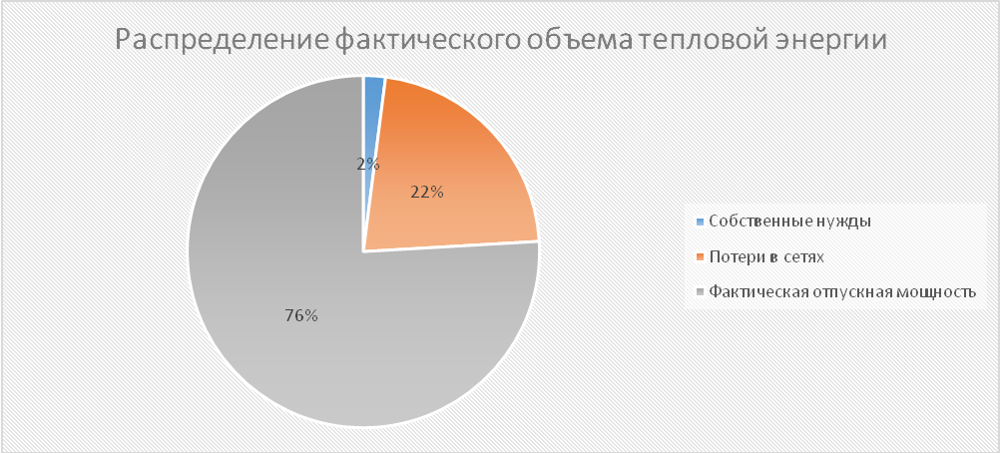 Распределение фактического объема тепловой энергии
2%
22%
76%
Собственные нужды
Потери в сетях
Фактическая отпускная мощность